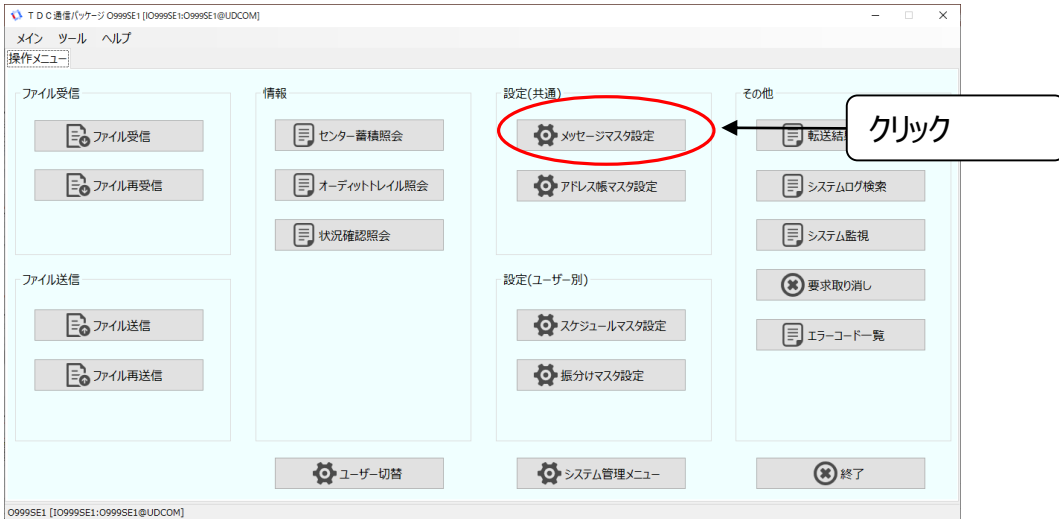 TDC通信パッケージ O999SE1 [IO999SE1:O999SE1@UDCOM]
メイン ツール ヘルプ
操作メニュー
ファイル受信
ファイル受信
ファイル再受信
ファイル送信
ファイル送信
ファイル再送信
情報
センター蓄積照会
オーディットトレイル照会
状況確認照会
設定(共通)
メッセージマスタ設定
アドレス帳マスタ設定
設定(ユーザー別)
スケジュールマスタ設定
振分けマスタ設定
その他
転送結
クリック
システムログ検索
システム監視
要求取り消し
エラーコード一覧
ユーザー切替
システム管理メニュー
終了
O999SE1 [IO999SE1:O999SE1@UDCOM]